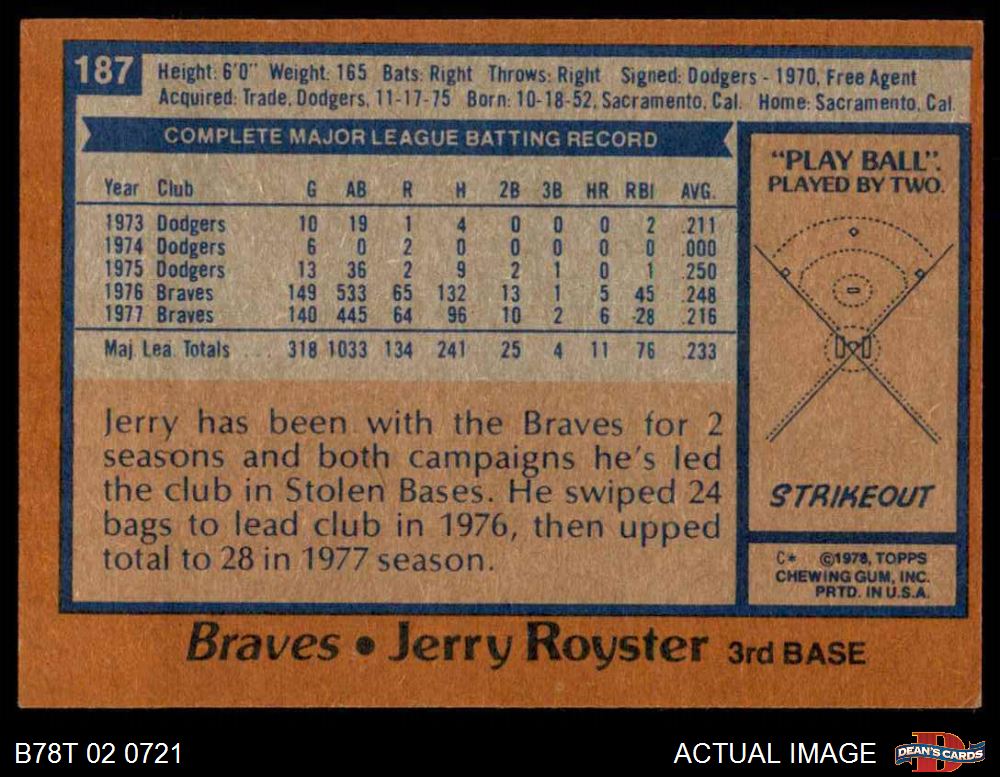 187
Height: 6'0" Weight: 165 Bats: Right Throws: Right Signed: Dodgers - 1970, Free Agent
Acquired: Trade, Dodgers, 11-17-75 Born: 10-18-52, Sacramento, Cal. Home: Sacramento, Cal.
COMPLETE MAJOR LEAGUE BATTING RECORD
Year Club G AB R H 2B 3B HR RBI AVG.
1973 Dodgers 10 19 1 4 0 0 0 2 .211
1974 Dodgers 6 0 2 0 0 0 0 0 .000
1975 Dodgers 13 36 2 9 2 1 0 1 .250
1976 Braves 149 533 65 132 13 1 5 45 .248
1977 Braves 140 445 64 96 10 2 6 28 .216
Maj. Lea. Totals ... 318 1033 134 241 25 4 11 76 .233
Jerry has been with the Braves for 2
seasons and both campaigns he's led
the club in Stolen Bases. He swiped 24
bags to lead club in 1976, then upped
total to 28 in 1977 season.
"PLAY BALL".
PLAYED BY TWO.
STRIKEOUT
C* ©1978, TOPPS
CHEWING GUM, INC.
PRTD. IN U.S.A.
Braves • Jerry Royster 3rd BASE
B78T 02 0721
ACTUAL IMAGE
DEAN'S CARDS